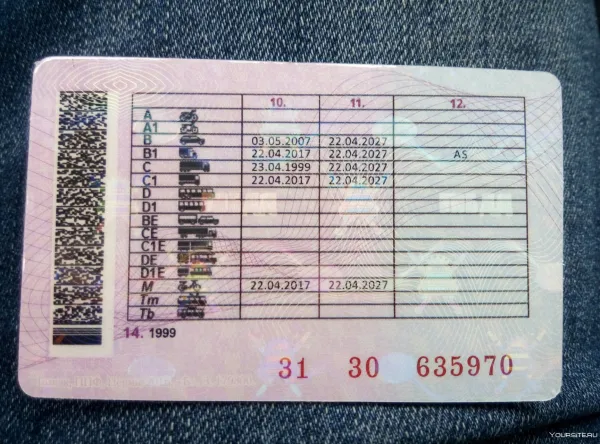 10. 11. 12.
A
A1
B 03.05.2007 22.04.2027
B1 22.04.2017 22.04.2027 AS
C 23.04.1999 22.04.2027
C1 22.04.2017 22.04.2027
D
D1
BE
CE
C1E
DE
D1E
M 22.04.2017 22.04.2027
Tm
Tb
14. 1999
31 30 635970
YOURSITE.RU